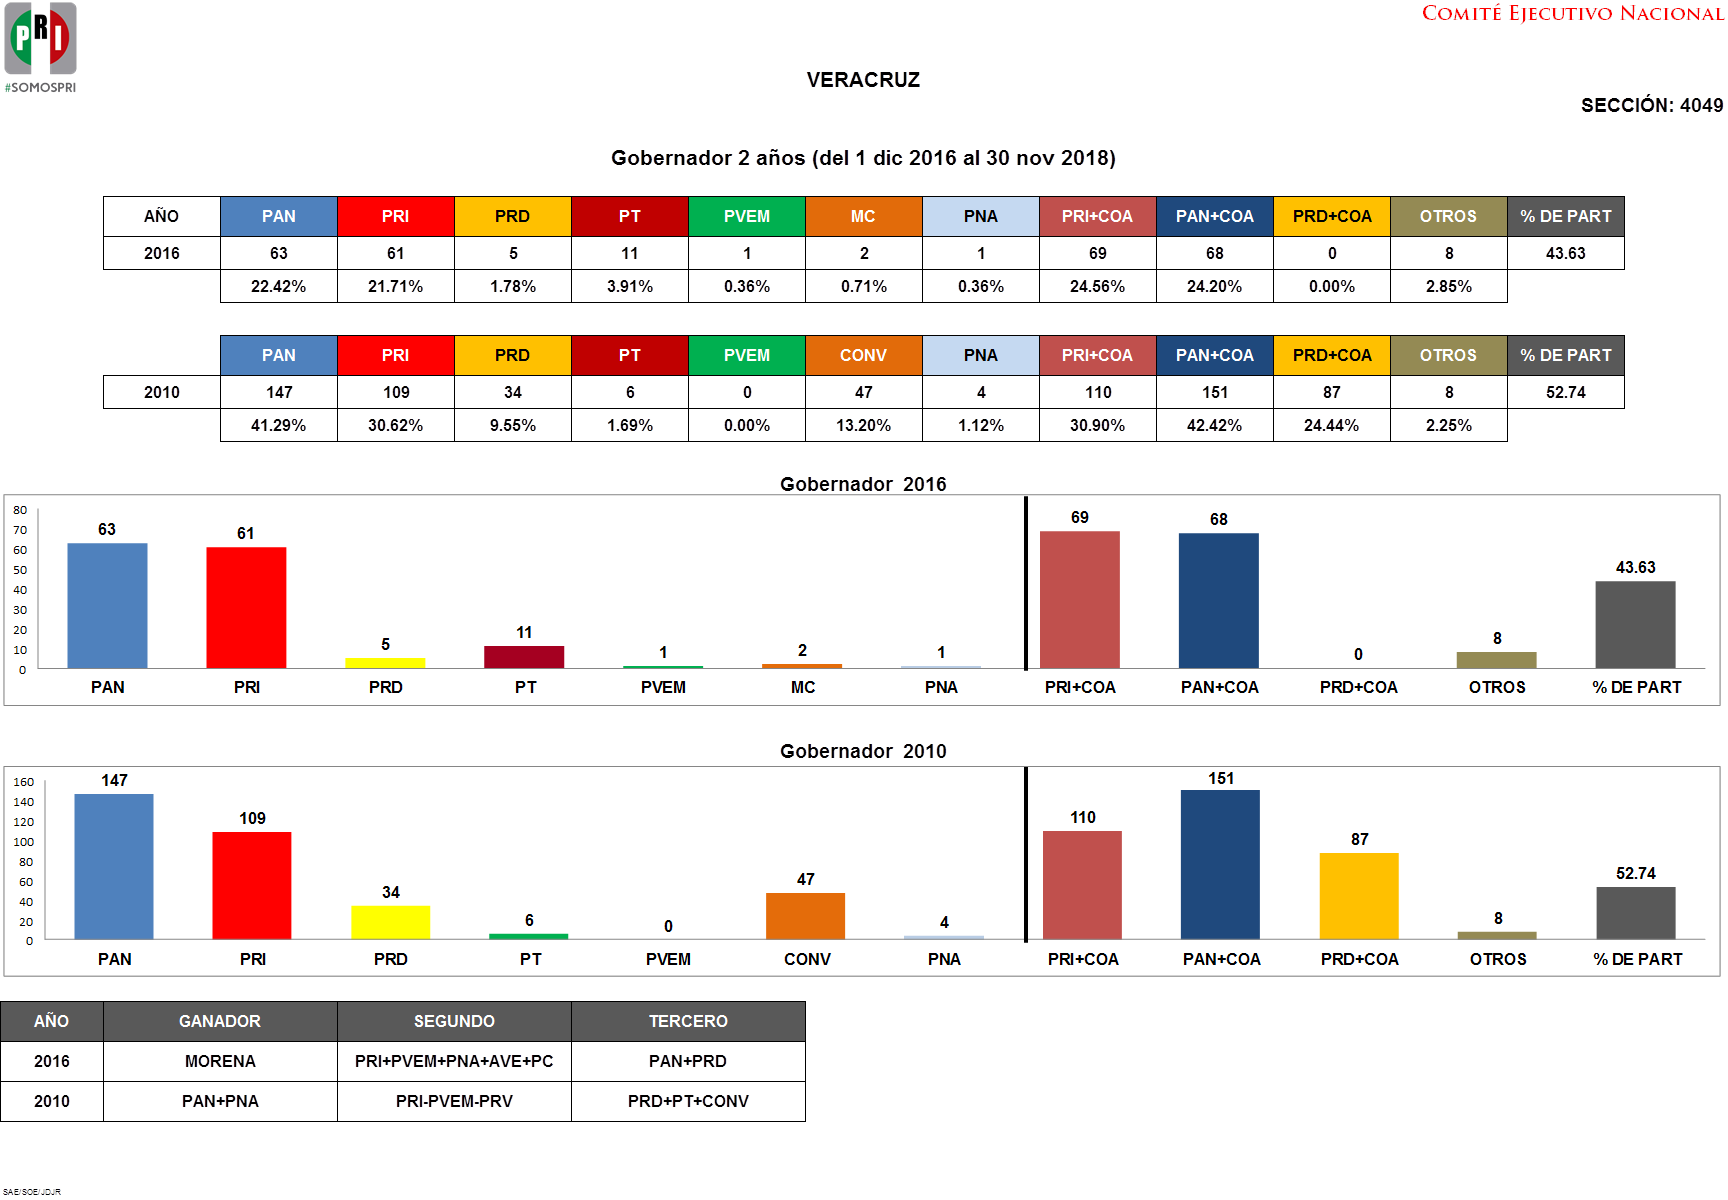 PRI
#SOMOSPRI
COMITÉ EJECUTIVO NACIONAL
VERACRUZ
SECCIÓN: 4049
Gobernador 2 años (del 1 dic 2016 al 30 nov 2018)
AÑO PAN PRI PRD PT PVEM MC PNA PRI+COA PAN+COA PRD+COA OTROS % DE PART
2016 63 61 5 11 1 2 1 69 68 0 8 43.63
22.42% 21.71% 1.78% 3.91% 0.36% 0.71% 0.36% 24.56% 24.20% 0.00% 2.85%
PAN PRI PRD PT PVEM CONV PNA PRI+COA PAN+COA PRD+COA OTROS % DE PART
2010 147 109 34 6 0 47 4 110 151 87 8 52.74
41.29% 30.62% 9.55% 1.69% 0.00% 13.20% 1.12% 30.90% 42.42% 24.44% 2.25%
Gobernador 2016
80
70
60
50
40
30
20
10
0
63 61 5 11 1 2 1 69 68 0 8 43.63
PAN PRI PRD PT PVEM MC PNA PRI+COA PAN+COA PRD+COA OTROS % DE PART
Gobernador 2010
160
140
120
100
80
60
40
20
0
147 109 34 6 0 47 4 110 151 87 8 52.74
PAN PRI PRD PT PVEM CONV PNA PRI+COA PAN+COA PRD+COA OTROS % DE PART
AÑO GANADOR SEGUNDO TERCERO
2016 MORENA PRI+PVEM+PNA+AVE+PC PAN+PRD
2010 PAN+PNA PRI-PVEM-PRV PRD+PT+CONV
SAE/SOE/JDJR